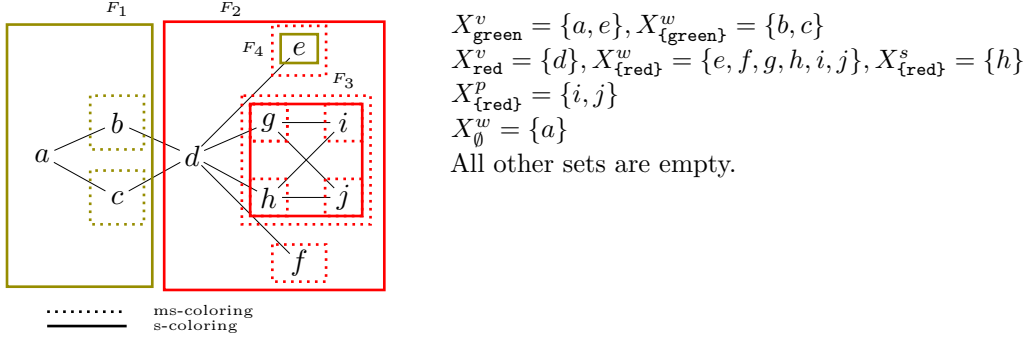 F₁ F₂
e
F₄
F₃
b g i
a d
c h j
f
ms-coloring
s-coloring
X^v_green = {a, e}, X^w_{green} = {b, c}
X^v_red = {d}, X^w_{red} = {e, f, g, h, i, j}, X^s_{red} = {h}
X^p_{red} = {i, j}
X^w_∅ = {a}
All other sets are empty.